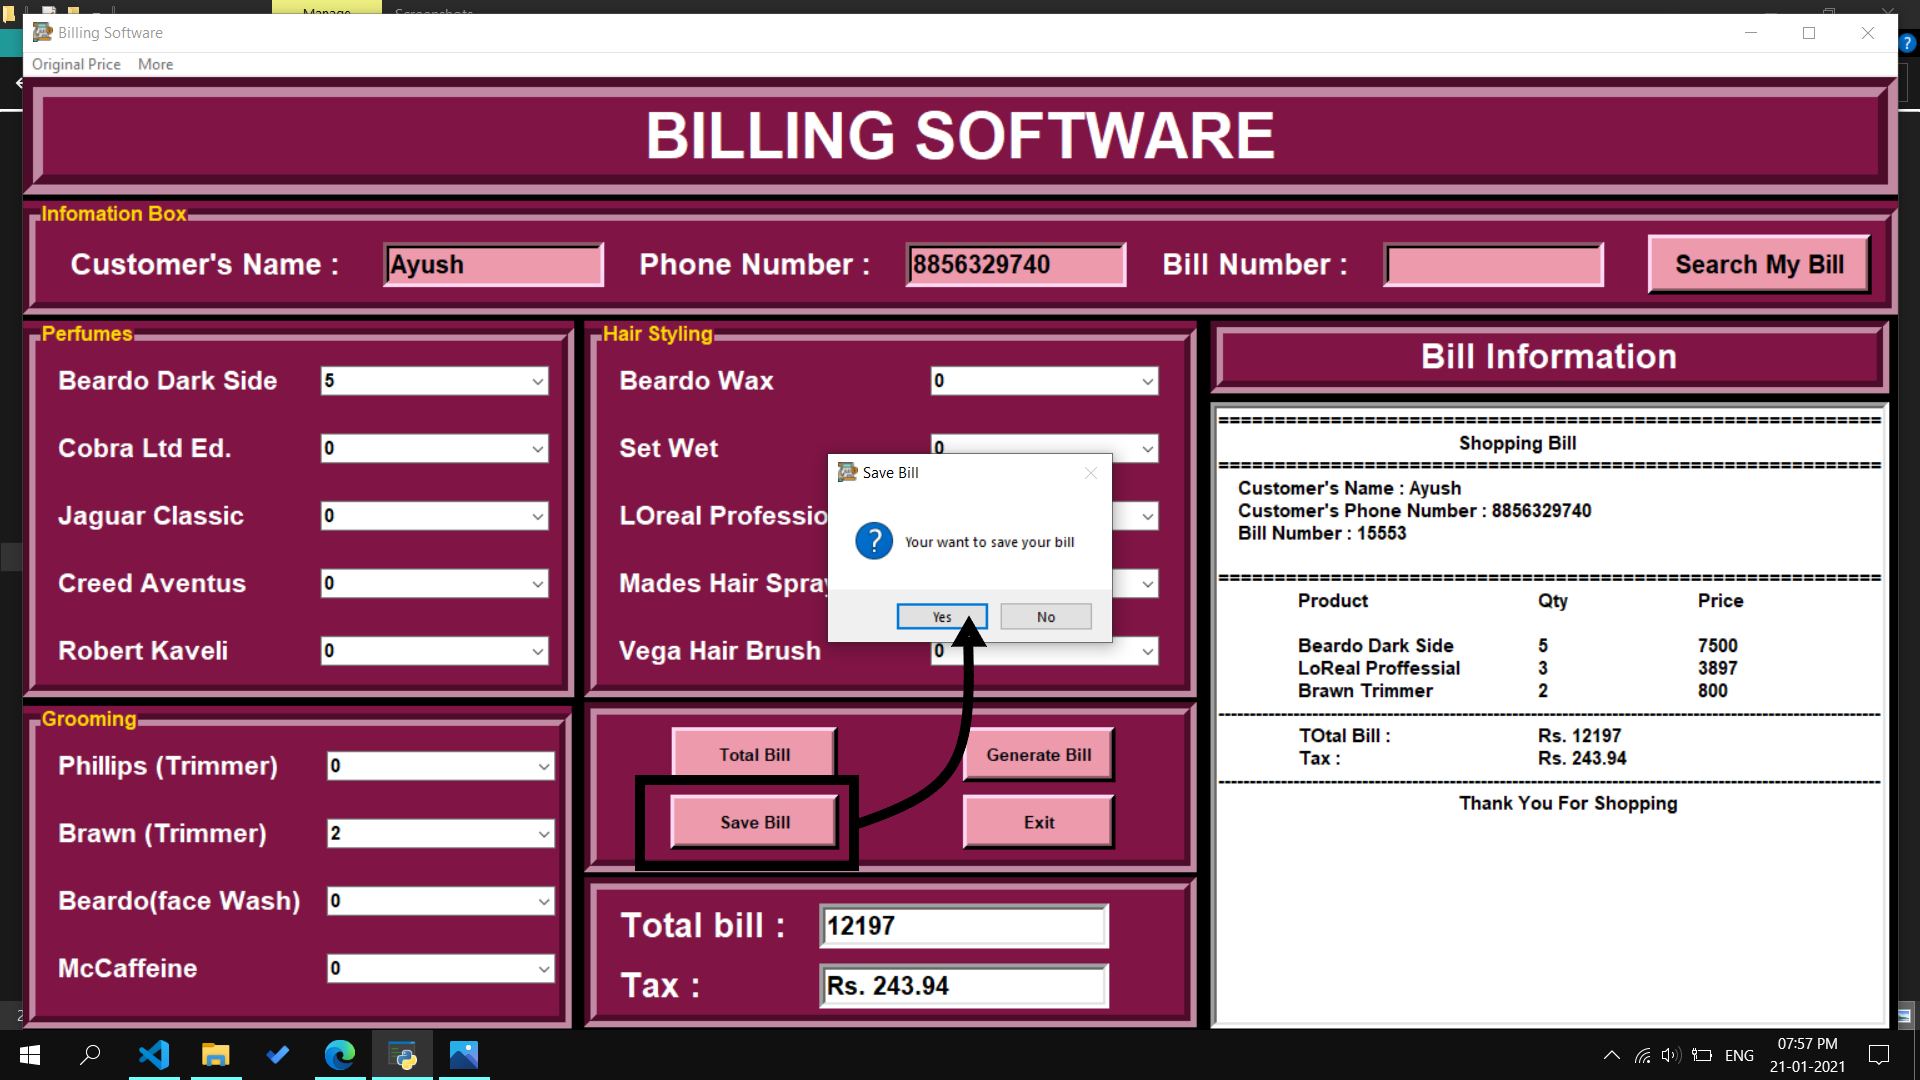 Manage
Screenshots
Billing Software
Original Price More
BILLING SOFTWARE
Infomation Box
Customer's Name : Ayush Phone Number : 8856329740 Bill Number : Search My Bill
Perfumes
Beardo Dark Side 5
Cobra Ltd Ed. 0
Jaguar Classic 0
Creed Aventus 0
Robert Kaveli 0
Hair Styling
Beardo Wax 0
Set Wet 0
LOreal Professio
Mades Hair Spray
Vega Hair Brush 0
Save Bill
? Your want to save your bill
Yes No
Grooming
Phillips (Trimmer) 0
Brawn (Trimmer) 2
Beardo(face Wash) 0
McCaffeine 0
Total Bill Generate Bill
Save Bill Exit
Total bill : 12197
Tax : Rs. 243.94
Bill Information
===========================================================
Shopping Bill
===========================================================
Customer's Name : Ayush
Customer's Phone Number : 8856329740
Bill Number : 15553
===========================================================
Product Qty Price
Beardo Dark Side 5 7500
LoReal Proffessial 3 3897
Brawn Trimmer 2 800
-----------------------------------------------------------
TOtal Bill : Rs. 12197
Tax : Rs. 243.94
-----------------------------------------------------------
Thank You For Shopping
ENG
07:57 PM
21-01-2021